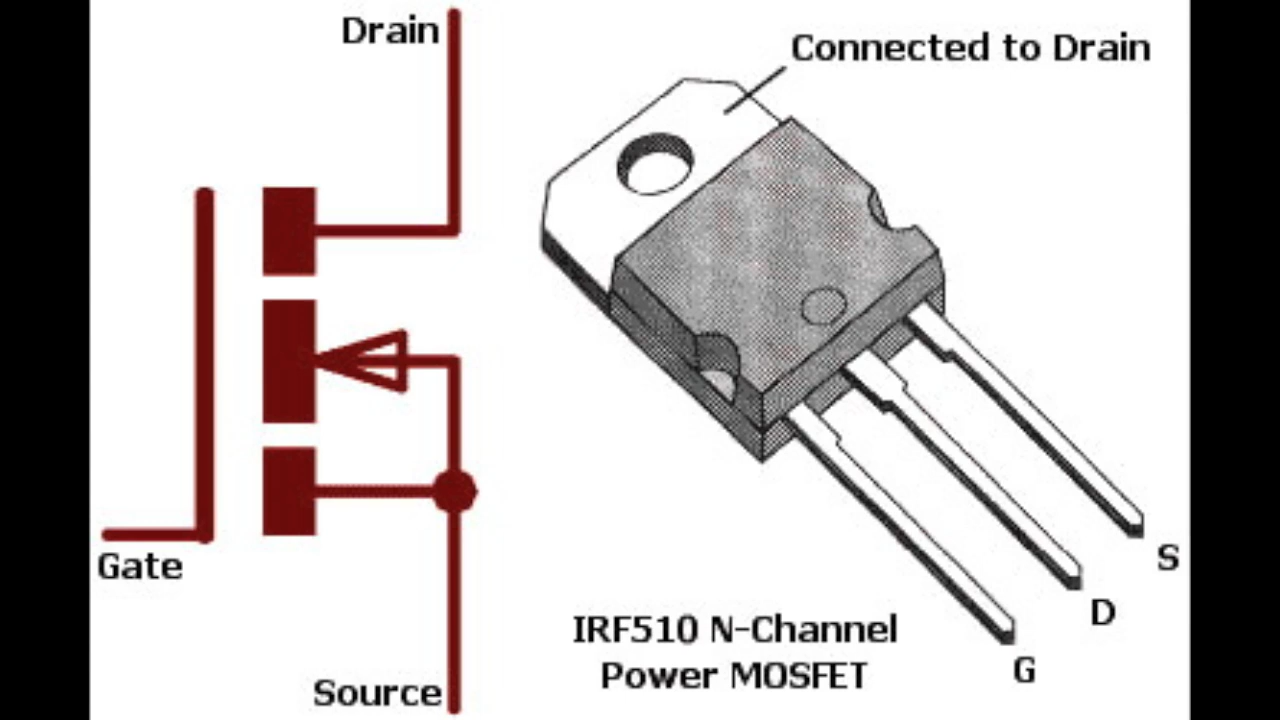 Drain
Connected to Drain
Gate
Source
S
D
G
IRF510 N-Channel
Power MOSFET